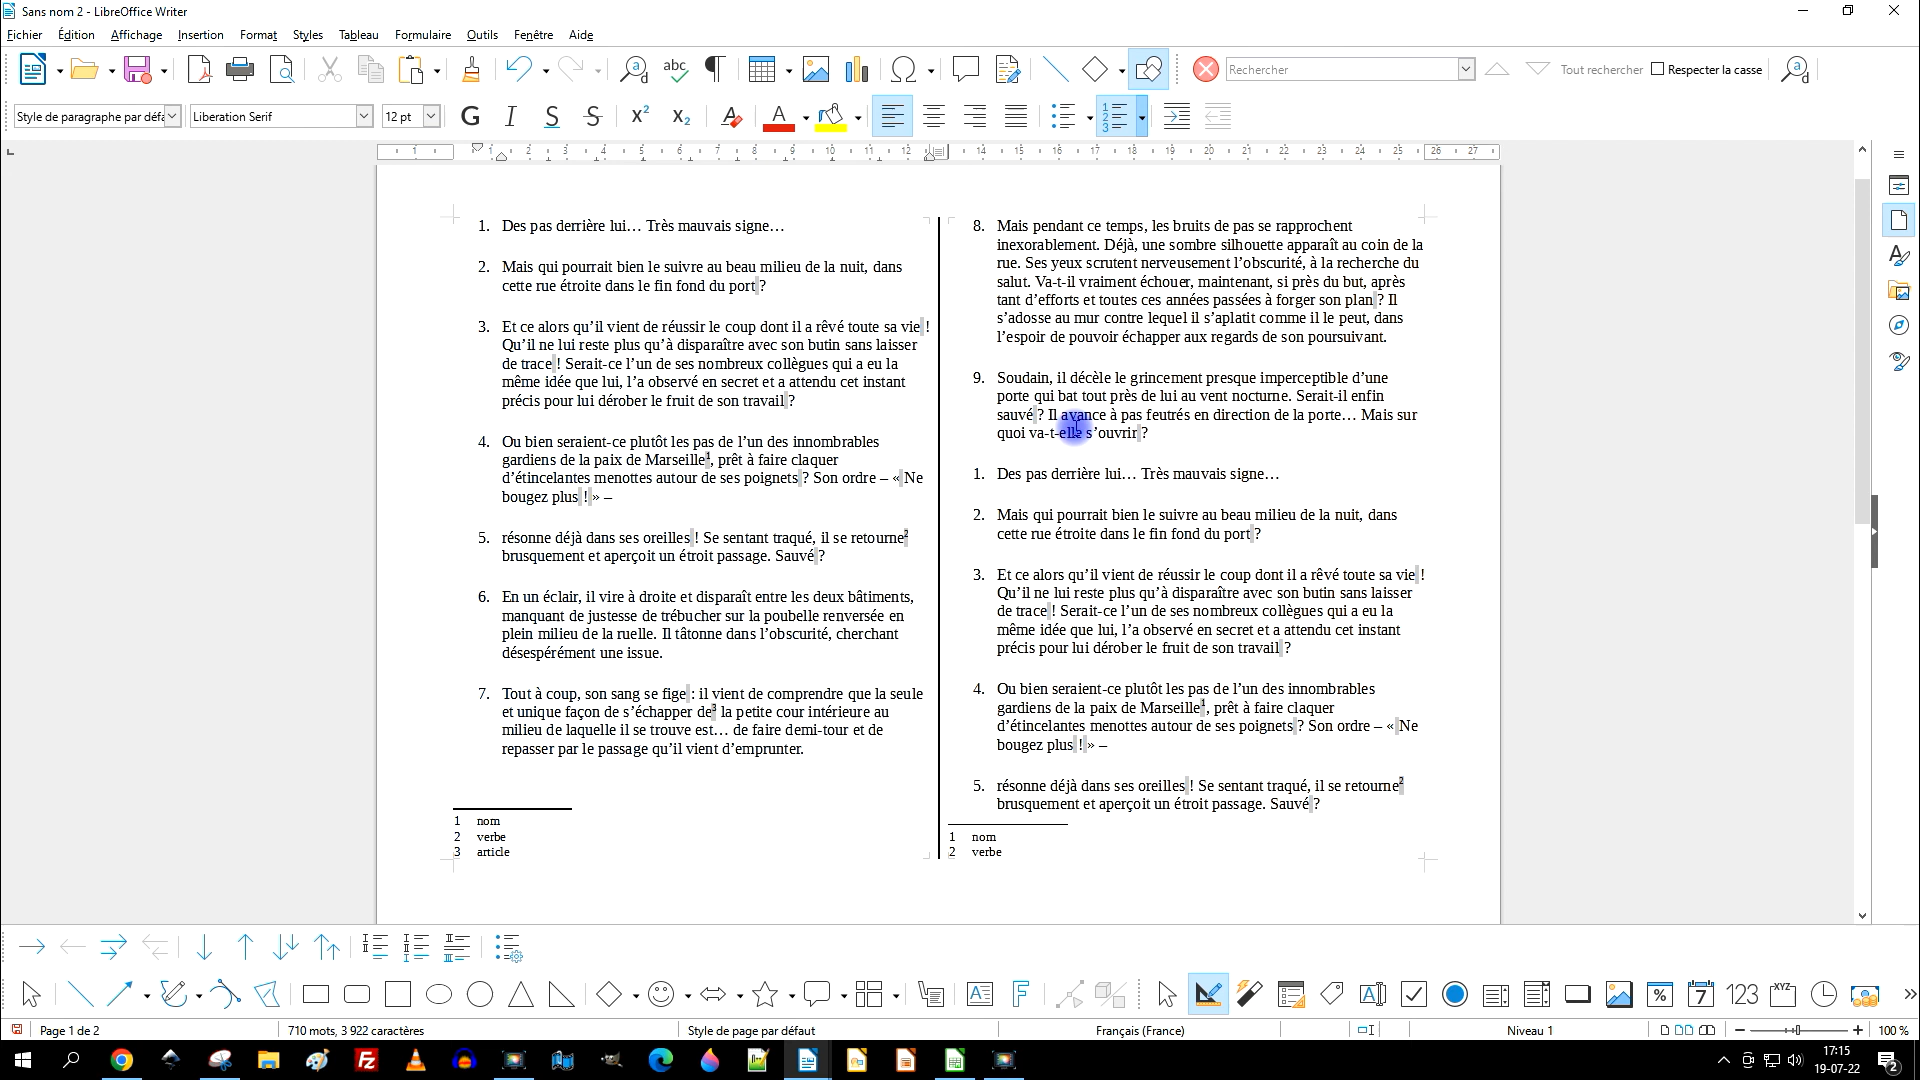 Sans nom 2 - LibreOffice Writer
Fichier Édition Affichage Insertion Format Styles Tableau Formulaire Outils Fenêtre Aide
Rechercher Tout rechercher Respecter la casse
Style de paragraphe par défa Liberation Serif 12 pt G I S S
1 1 2 3 4 5 6 7 8 9 10 11 12 14 15 16 17 18 19 20 21 22 23 24 25 26 27
1. Des pas derrière lui… Très mauvais signe…
2. Mais qui pourrait bien le suivre au beau milieu de la nuit, dans
cette rue étroite dans le fin fond du port ?
3. Et ce alors qu’il vient de réussir le coup dont il a rêvé toute sa vie !
Qu’il ne lui reste plus qu’à disparaître avec son butin sans laisser
de trace ! Serait-ce l’un de ses nombreux collègues qui a eu la
même idée que lui, l’a observé en secret et a attendu cet instant
précis pour lui dérober le fruit de son travail ?
4. Ou bien seraient-ce plutôt les pas de l’un des innombrables
gardiens de la paix de Marseille1, prêt à faire claquer
d’étincelantes menottes autour de ses poignets ? Son ordre – « Ne
bougez plus ! » –
5. résonne déjà dans ses oreilles ! Se sentant traqué, il se retourne2
brusquement et aperçoit un étroit passage. Sauvé ?
6. En un éclair, il vire à droite et disparaît entre les deux bâtiments,
manquant de justesse de trébucher sur la poubelle renversée en
plein milieu de la ruelle. Il tâtonne dans l’obscurité, cherchant
désespérément une issue.
7. Tout à coup, son sang se fige : il vient de comprendre que la seule
et unique façon de s’échapper de3 la petite cour intérieure au
milieu de laquelle il se trouve est… de faire demi-tour et de
repasser par le passage qu’il vient d’emprunter.
1 nom
2 verbe
3 article
8. Mais pendant ce temps, les bruits de pas se rapprochent
inexorablement. Déjà, une sombre silhouette apparaît au coin de la
rue. Ses yeux scrutent nerveusement l’obscurité, à la recherche du
salut. Va-t-il vraiment échouer, maintenant, si près du but, après
tant d’efforts et toutes ces années passées à forger son plan ? Il
s’adosse au mur contre lequel il s’aplatit comme il le peut, dans
l’espoir de pouvoir échapper aux regards de son poursuivant.
9. Soudain, il décèle le grincement presque imperceptible d’une
porte qui bat tout près de lui au vent nocturne. Serait-il enfin
sauvé ? Il avance à pas feutrés en direction de la porte… Mais sur
quoi va-t-elle s’ouvrir ?
1. Des pas derrière lui… Très mauvais signe…
2. Mais qui pourrait bien le suivre au beau milieu de la nuit, dans
cette rue étroite dans le fin fond du port ?
3. Et ce alors qu’il vient de réussir le coup dont il a rêvé toute sa vie !
Qu’il ne lui reste plus qu’à disparaître avec son butin sans laisser
de trace ! Serait-ce l’un de ses nombreux collègues qui a eu la
même idée que lui, l’a observé en secret et a attendu cet instant
précis pour lui dérober le fruit de son travail ?
4. Ou bien seraient-ce plutôt les pas de l’un des innombrables
gardiens de la paix de Marseille1, prêt à faire claquer
d’étincelantes menottes autour de ses poignets ? Son ordre – « Ne
bougez plus ! » –
5. résonne déjà dans ses oreilles ! Se sentant traqué, il se retourne2
brusquement et aperçoit un étroit passage. Sauvé ?
1 nom
2 verbe
Page 1 de 2 710 mots, 3 922 caractères Style de page par défaut Français (France) Niveau 1 100 %
17:15
19-07-22
2